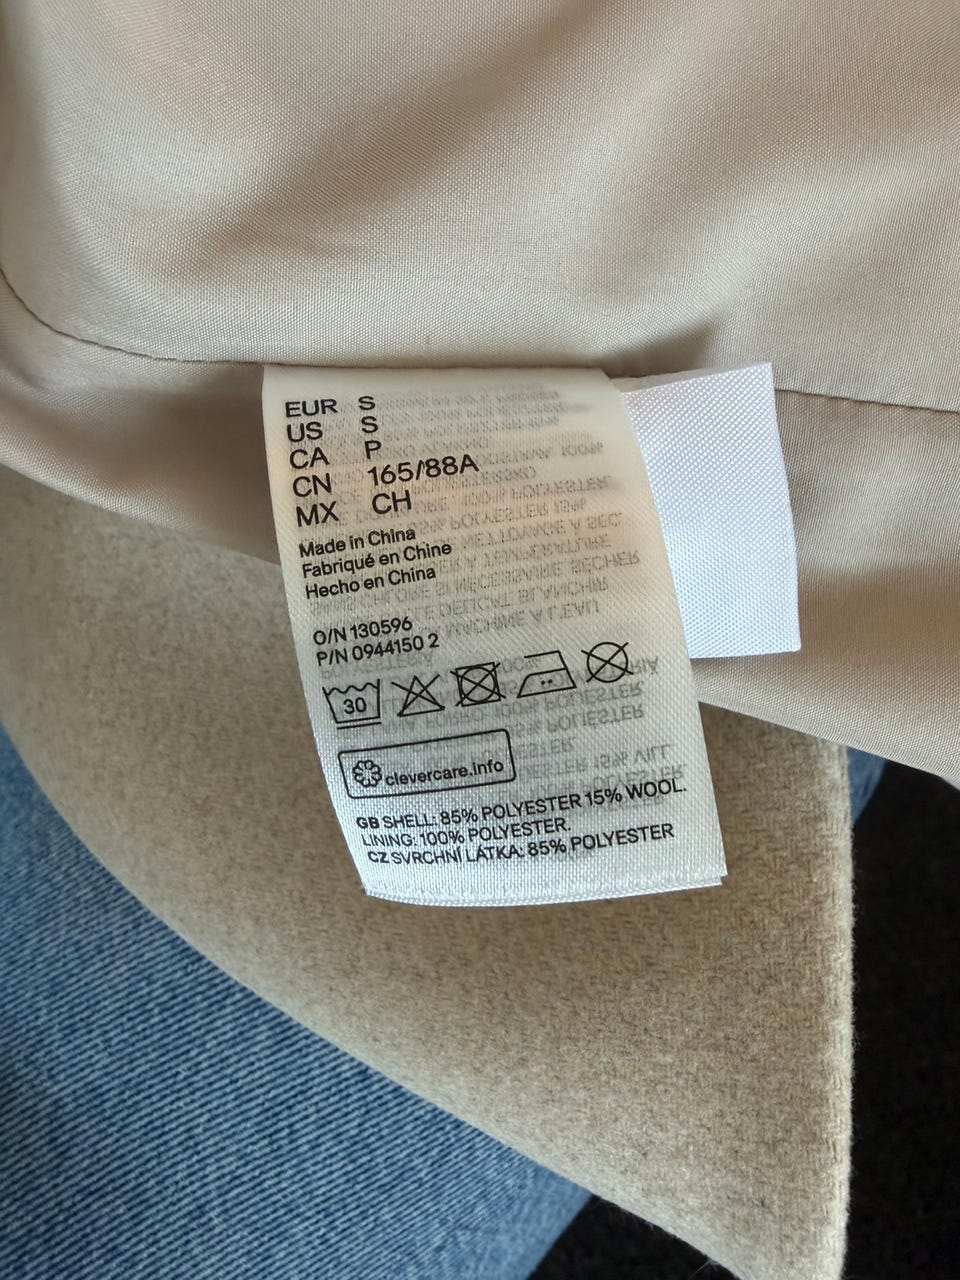 EUR S
US S
CA P
CN 165/88A
MX CH
Made in China
Fabriqué en Chine
Hecho en China
O/N 130596
P/N 0944150 2
30
clevercare.info
GB SHELL: 85% POLYESTER 15% WOOL.
LINING: 100% POLYESTER.
CZ SVRCHNÍ LÁTKA: 85% POLYESTER